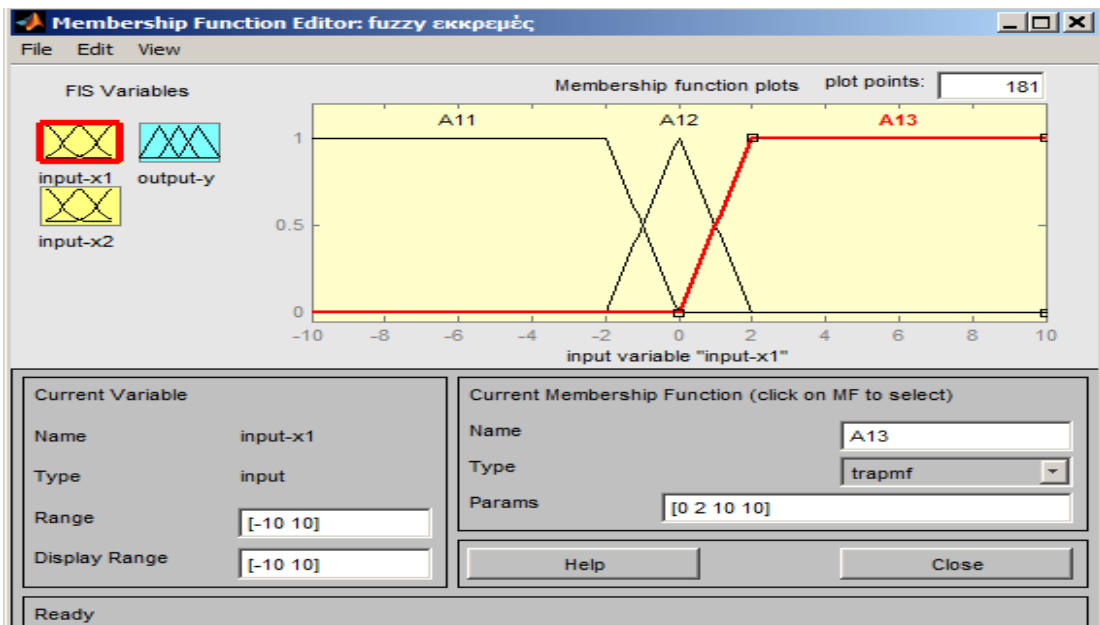 Membership Function Editor: fuzzy εκκρεμές
File Edit View
FIS Variables
Membership function plots plot points: 181
input-x1 output-y
input-x2
A11 A12 A13
1
0.5
0
-10 -8 -6 -4 -2 0 2 4 6 8 10
input variable "input-x1"
Current Variable
Name input-x1
Type input
Range [-10 10]
Display Range [-10 10]
Current Membership Function (click on MF to select)
Name A13
Type trapmf
Params [0 2 10 10]
Help Close
Ready